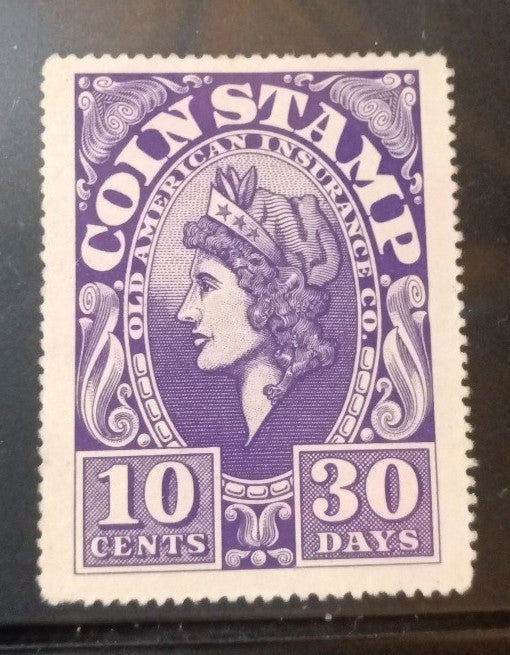 COIN STAMP
OLD AMERICAN INSURANCE CO.
10
CENTS
30
DAYS